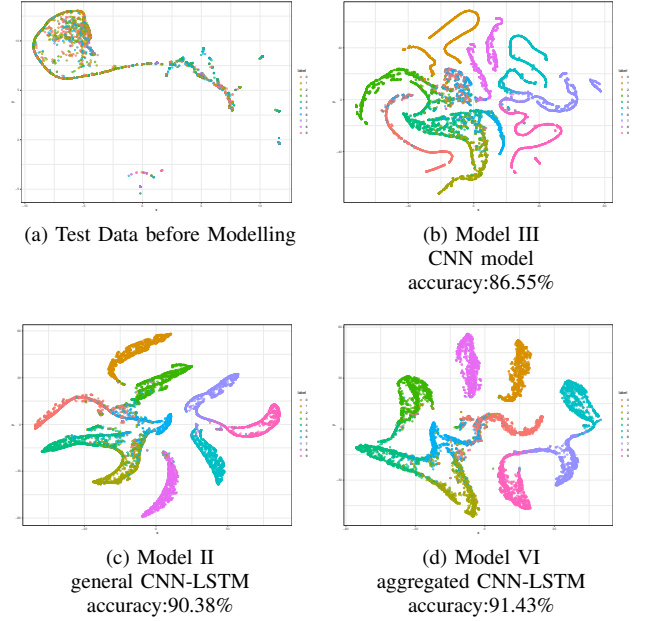 (a) Test Data before Modelling
(b) Model III
CNN model
accuracy:86.55%
(c) Model II
general CNN-LSTM
accuracy:90.38%
(d) Model VI
aggregated CNN-LSTM
accuracy:91.43%